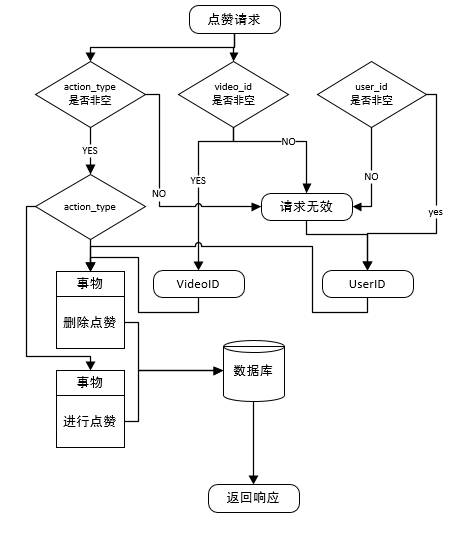 点赞请求
action_type
是否非空
video_id
是否非空
user_id
是否非空
YES
NO
YES
NO
NO
yes
action_type
请求无效
事物
删除点赞
VideoID
UserID
事物
进行点赞
数据库
返回响应